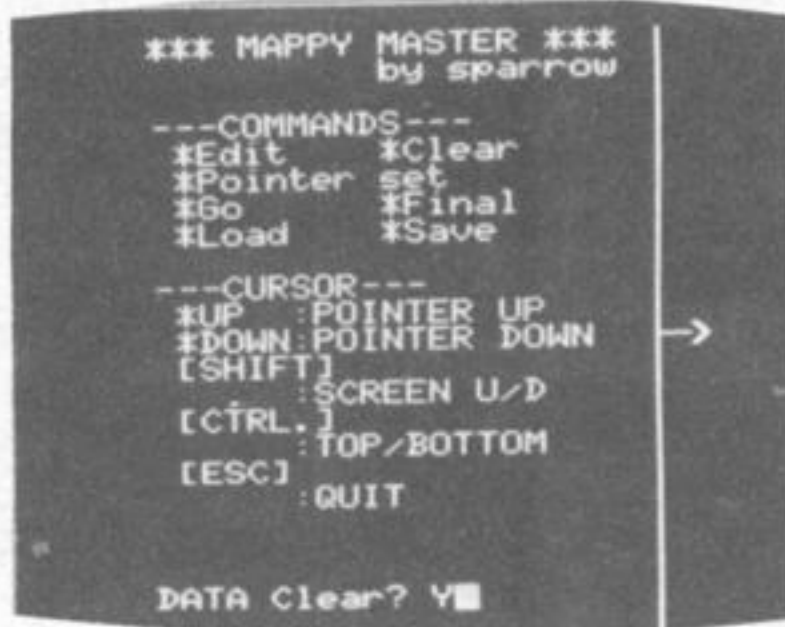 *** MAPPY MASTER ***
by sparrow
---COMMANDS---
*Edit *Clear
*Pointer set
*Go *Final
*Load *Save
---CURSOR---
*UP :POINTER UP
*DOWN:POINTER DOWN
[SHIFT]
:SCREEN U/D
[CTRL.]
:TOP/BOTTOM
[ESC]
:QUIT
DATA Clear? Y